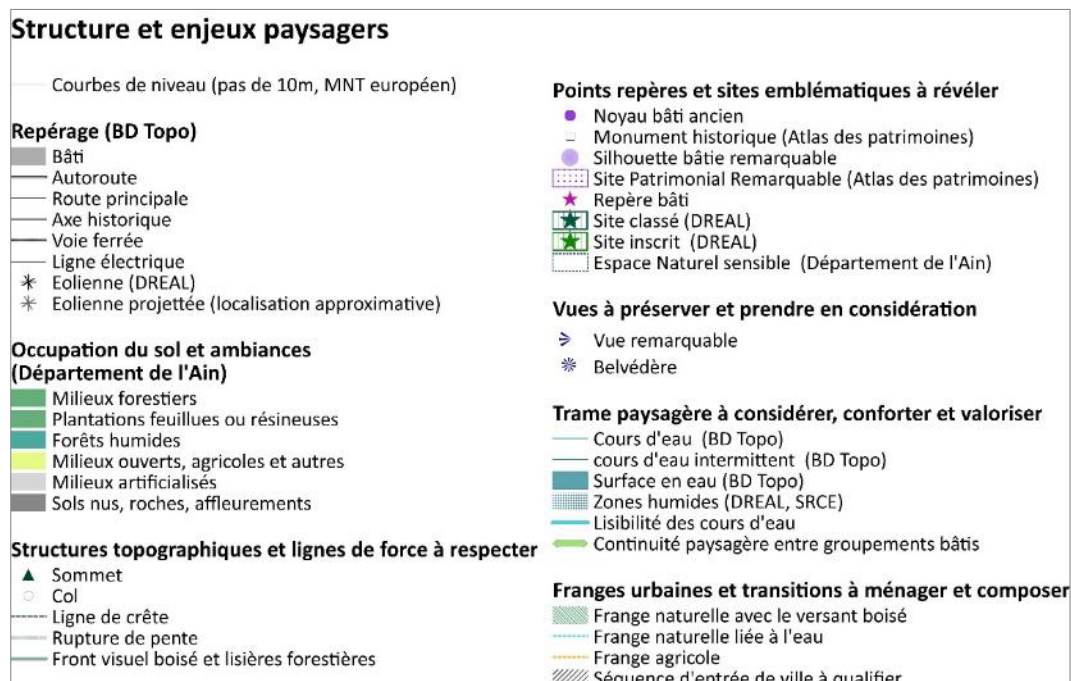 Structure et enjeux paysagers
Courbes de niveau (pas de 10m, MNT européen)
Repérage (BD Topo)
Bâti
Autoroute
Route principale
Axe historique
Voie ferrée
Ligne électrique
Eolienne (DREAL)
Eolienne projettée (localisation approximative)
Occupation du sol et ambiances
(Département de l'Ain)
Milieux forestiers
Plantations feuillues ou résineuses
Forêts humides
Milieux ouverts, agricoles et autres
Milieux artificialisés
Sols nus, roches, affleurements
Structures topographiques et lignes de force à respecter
Sommet
Col
Ligne de crête
Rupture de pente
Front visuel boisé et lisières forestières
Points repères et sites emblématiques à révéler
Noyau bâti ancien
Monument historique (Atlas des patrimoines)
Silhouette bâtie remarquable
Site Patrimonial Remarquable (Atlas des patrimoines)
Repère bâti
Site classé (DREAL)
Site inscrit (DREAL)
Espace Naturel sensible (Département de l'Ain)
Vues à préserver et prendre en considération
Vue remarquable
Belvédère
Trame paysagère à considérer, conforter et valoriser
Cours d'eau (BD Topo)
cours d'eau intermittent (BD Topo)
Surface en eau (BD Topo)
Zones humides (DREAL, SRCE)
Lisibilité des cours d'eau
Continuité paysagère entre groupements bâtis
Franges urbaines et transitions à ménager et composer
Frange naturelle avec le versant boisé
Frange naturelle liée à l'eau
Frange agricole
Séquence d'entrée de ville à qualifier